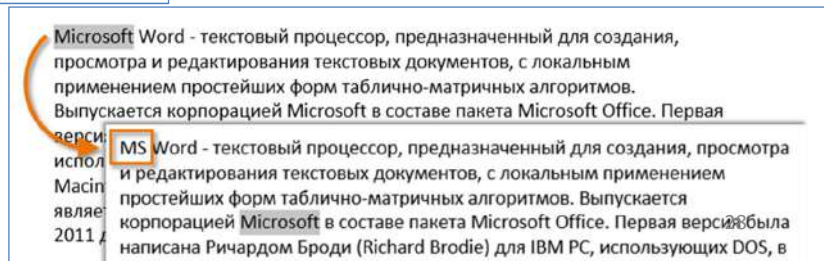 Microsoft Word - текстовый процессор, предназначенный для создания,
просмотра и редактирования текстовых документов, с локальным
применением простейших форм таблично-матричных алгоритмов.
Выпускается корпорацией Microsoft в составе пакета Microsoft Office. Первая
MS Word - текстовый процессор, предназначенный для создания, просмотра
и редактирования текстовых документов, с локальным применением
простейших форм таблично-матричных алгоритмов. Выпускается
корпорацией Microsoft в составе пакета Microsoft Office. Первая версия была
написана Ричардом Броди (Richard Brodie) для IBM PC, использующих DOS, в
2011